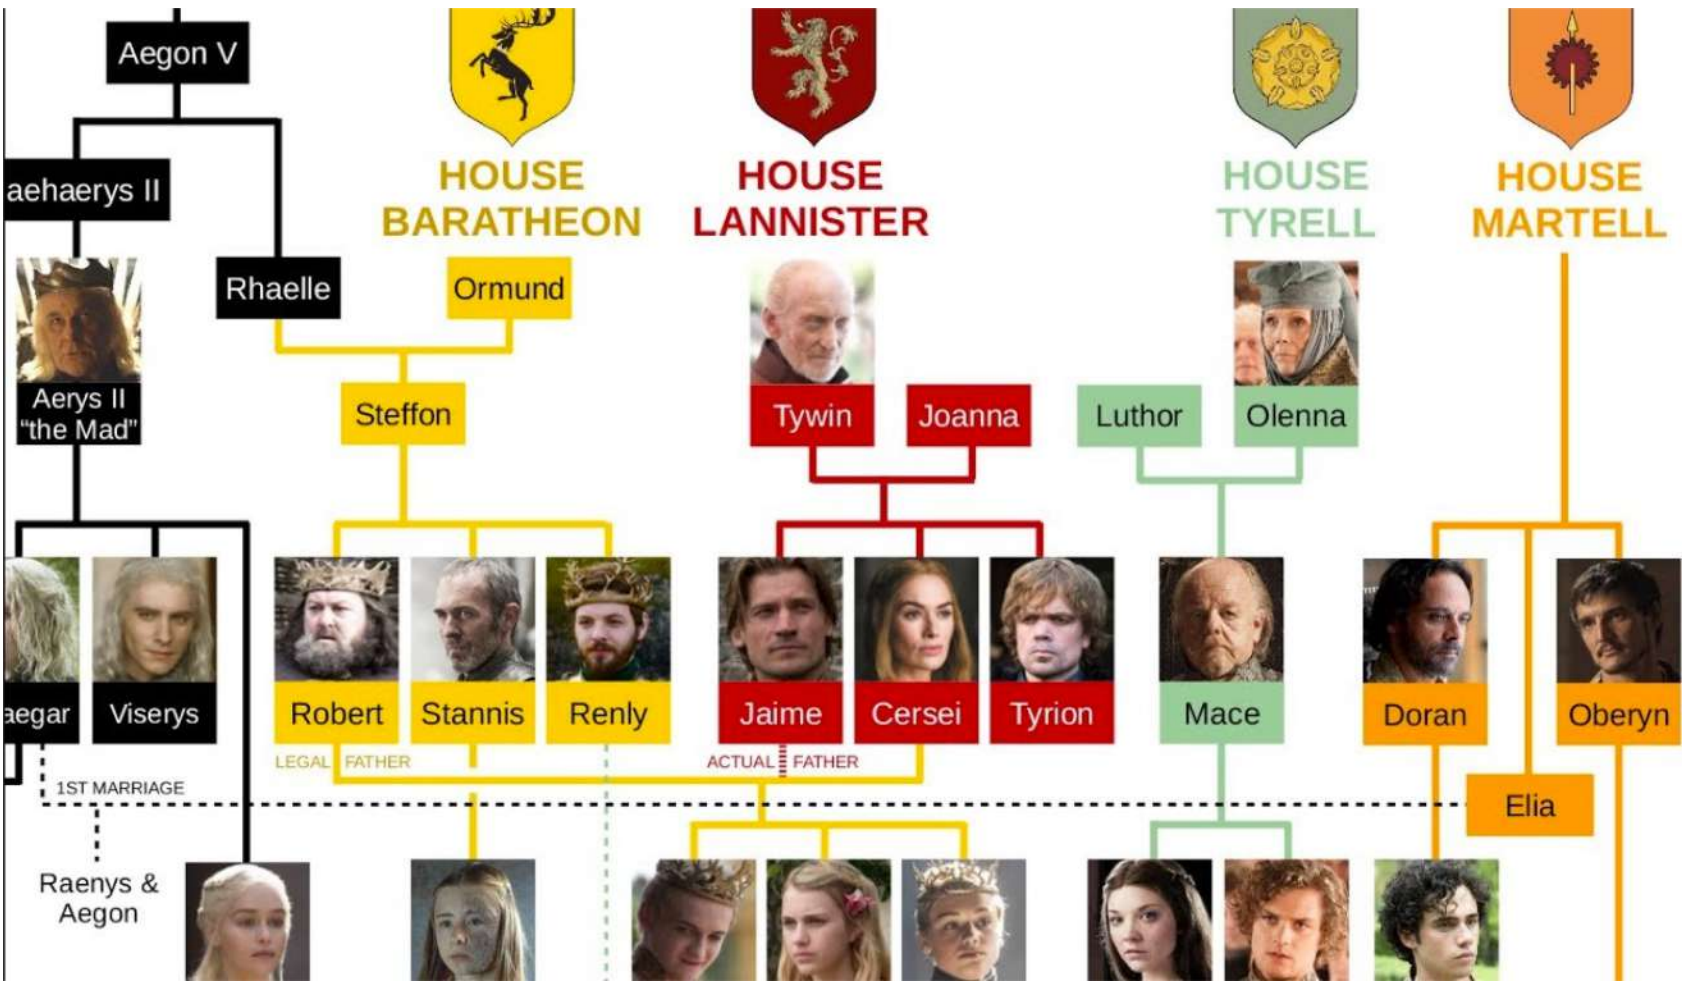 Aegon V
HOUSE
BARATHEON
HOUSE
LANNISTER
HOUSE
TYRELL
HOUSE
MARTELL
aehaerys II
Rhaelle
Ormund
Aerys II
“the Mad”
Steffon
Tywin
Joanna
Luthor
Olenna
aegar
Viserys
Robert
Stannis
Renly
Jaime
Cersei
Tyrion
Mace
Doran
Oberyn
LEGAL FATHER
ACTUAL FATHER
1ST MARRIAGE
Elia
Raenys &
Aegon